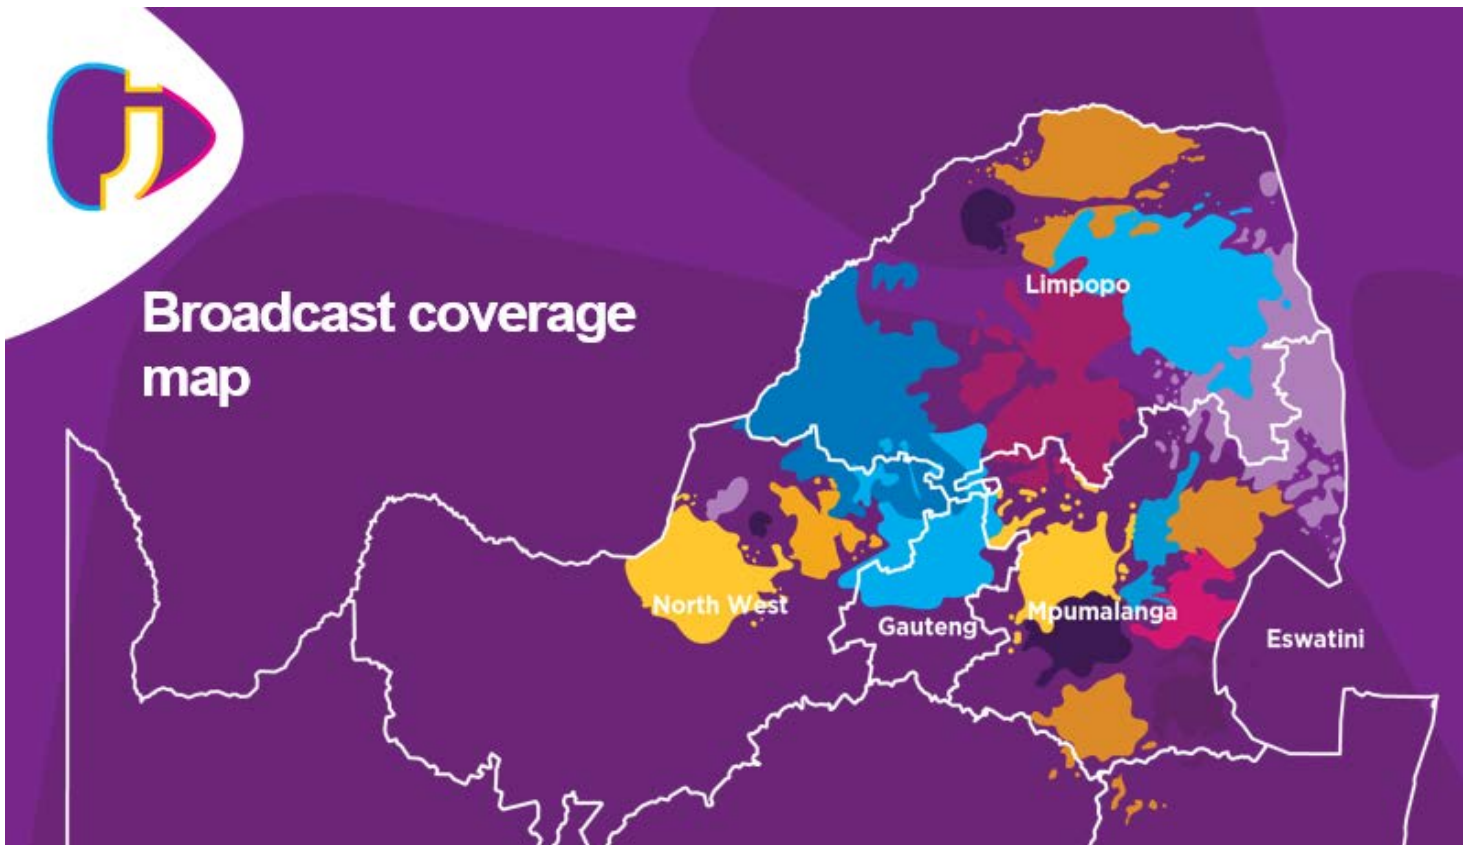 Broadcast coverage
map
Limpopo
North West
Gauteng
Mpumalanga
Eswatini